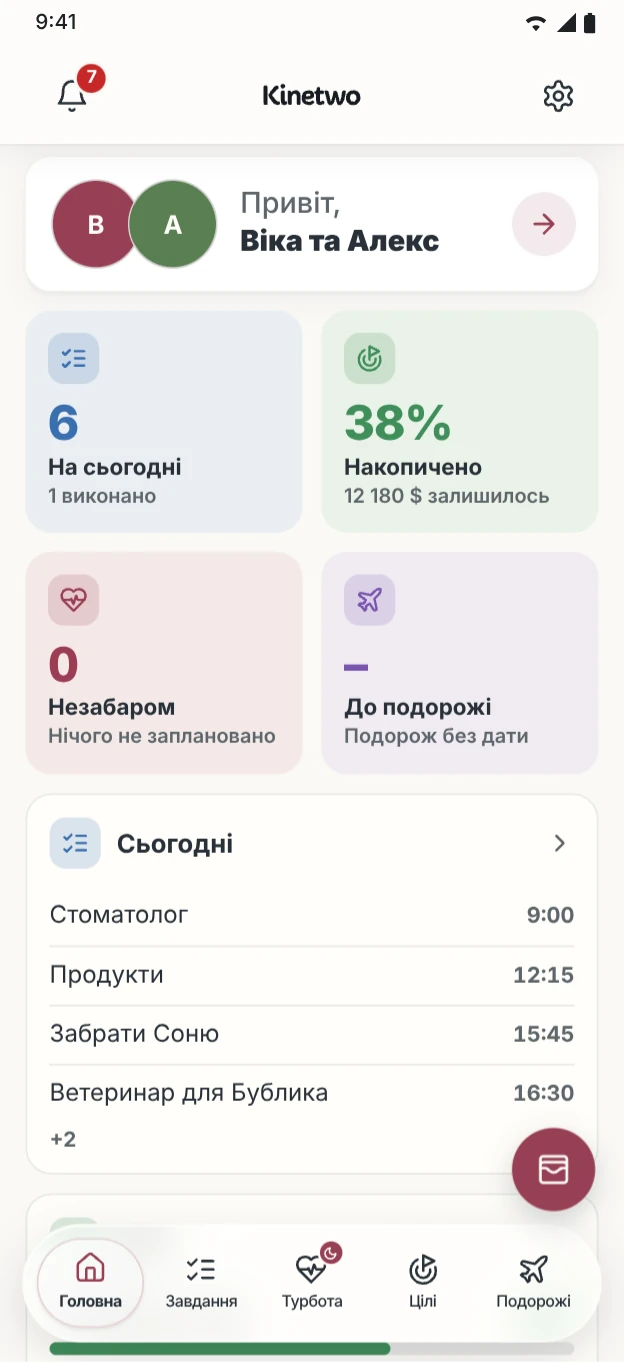 9:41
7
Kinetwo
В
А
Привіт,
Віка та Алекс
6
На сьогодні
1 виконано
38%
Накопичено
12 180 $ залишилось
0
Незабаром
Нічого не заплановано
–
До подорожі
Подорож без дати
Сьогодні
Стоматолог 9:00
Продукти 12:15
Забрати Соню 15:45
Ветеринар для Бублика 16:30
+2
Головна
Завдання
Турбота
Цілі
Подорожі